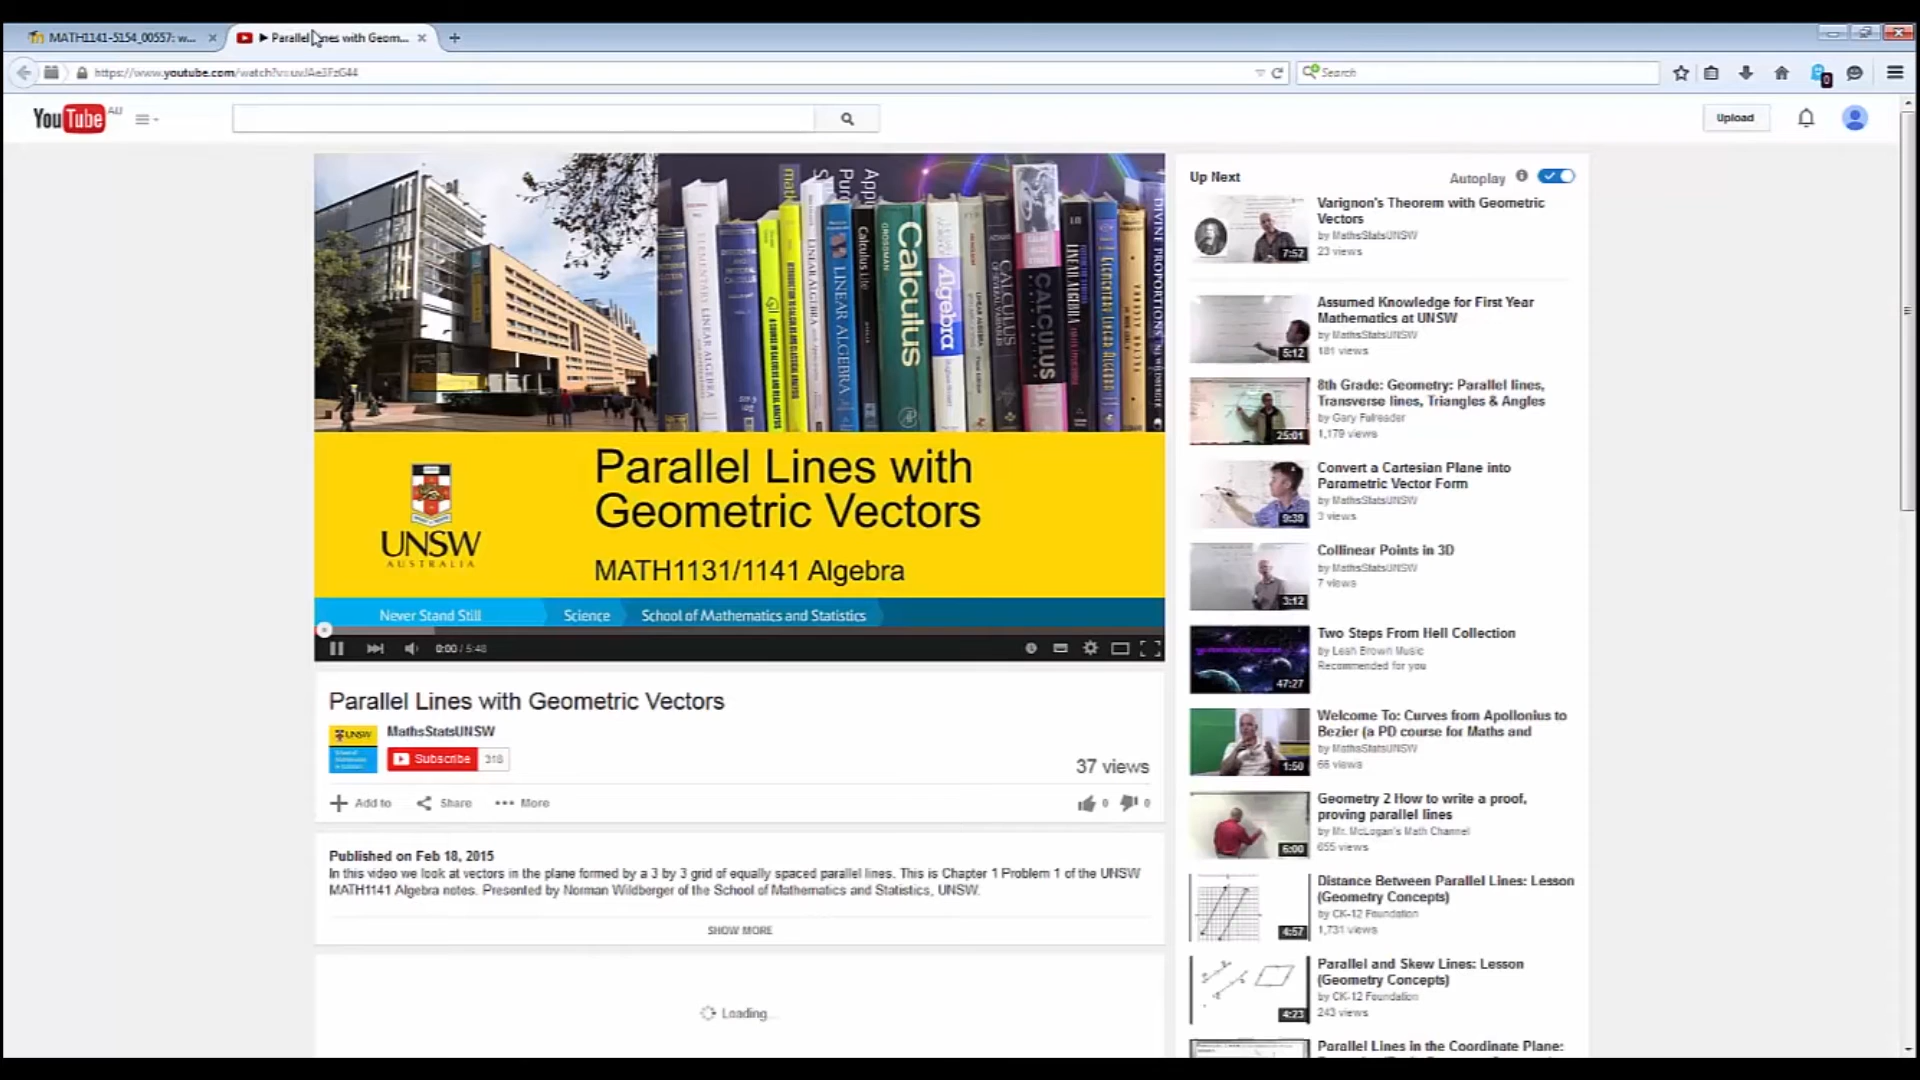 MATH1141-5154_00557: w...
Parallel Lines with Geom...
Search
YouTube AU
Upload
Calculus
LINEAR ALGEBRA
Algebra
CALCULUS
Parallel Lines with
Geometric Vectors
UNSW
AUSTRALIA
MATH1131/1141 Algebra
Never Stand Still
Science
School of Mathematics and Statistics
0:00 / 5:48
Parallel Lines with Geometric Vectors
UNSW
MathsStatsUNSW
Subscribe 318
37 views
Add to
Share
More
0
0
Published on Feb 18, 2015
In this video we look at vectors in the plane formed by a 3 by 3 grid of equally spaced parallel lines. This is Chapter 1 Problem 1 of the UNSW
MATH1141 Algebra notes. Presented by Norman Wildberger of the School of Mathematics and Statistics, UNSW.
SHOW MORE
Loading...
Up Next
Autoplay
Varignon's Theorem with Geometric
Vectors
by MathsStatsUNSW
23 views
7:52
Assumed Knowledge for First Year
Mathematics at UNSW
by MathsStatsUNSW
181 views
5:12
8th Grade: Geometry: Parallel lines,
Transverse lines, Triangles & Angles
by Gary Fulreader
1,179 views
25:01
Convert a Cartesian Plane into
Parametric Vector Form
by MathsStatsUNSW
3 views
9:39
Collinear Points in 3D
by MathsStatsUNSW
7 views
3:12
Two Steps From Hell Collection
by Leah Brown Music
Recommended for you
47:27
Welcome To: Curves from Apollonius to
Bezier (a PD course for Maths and
by MathsStatsUNSW
66 views
1:50
Geometry 2 How to write a proof,
proving parallel lines
by Mr. McLogan's Math Channel
655 views
6:00
Distance Between Parallel Lines: Lesson
(Geometry Concepts)
by CK-12 Foundation
1,731 views
4:57
Parallel and Skew Lines: Lesson
(Geometry Concepts)
by CK-12 Foundation
243 views
4:23
Parallel Lines in the Coordinate Plane: